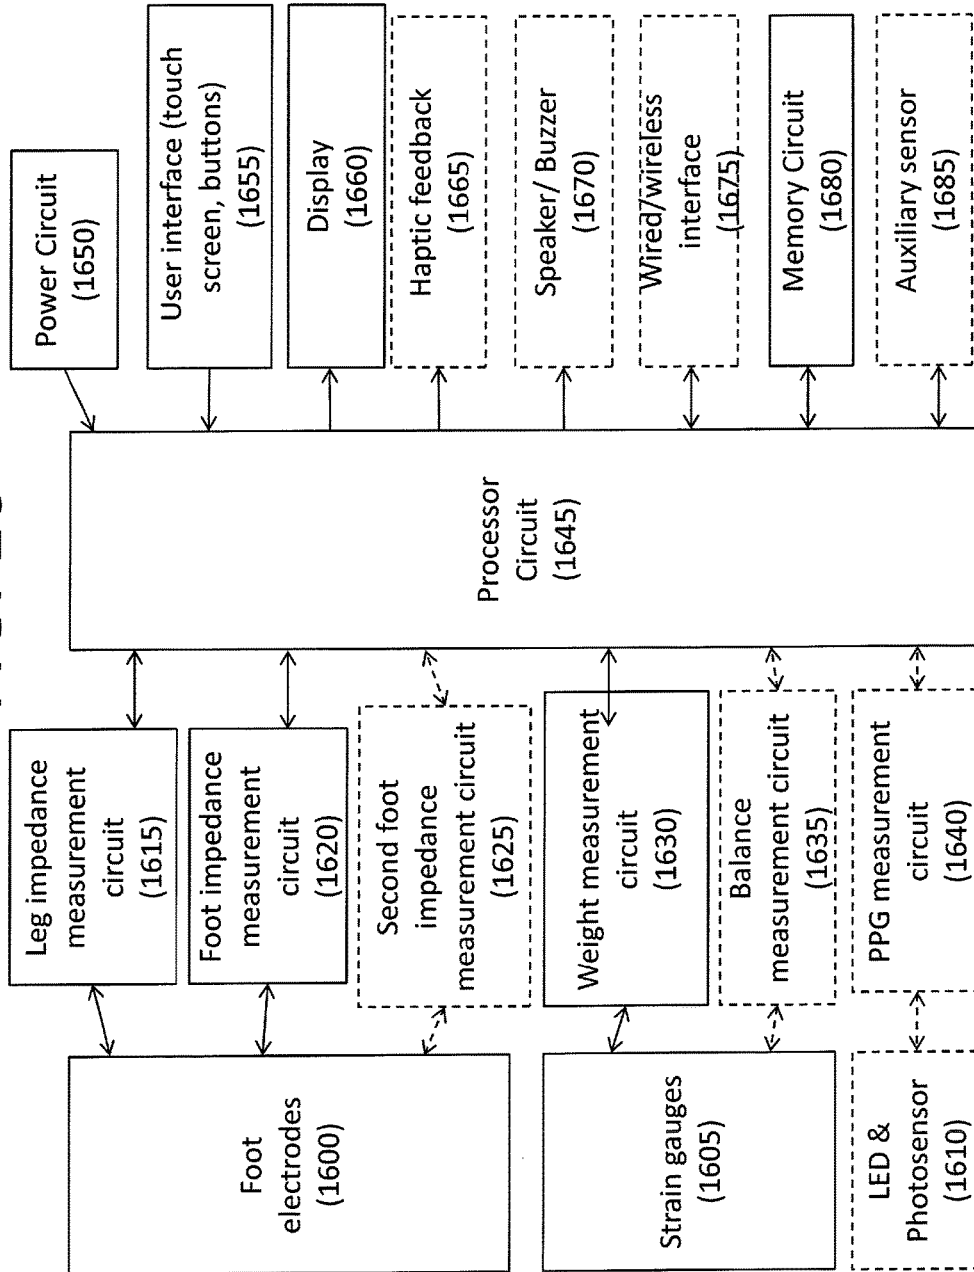 Foot
electrodes
(1600)
Strain gauges
(1605)
LED &
Photosensor
(1610)
Leg impedance
measurement
circuit
(1615)
Foot impedance
measurement
circuit
(1620)
Second foot
impedance
measurement circuit
(1625)
Weight measurement
circuit
(1630)
Balance
measurement circuit
(1635)
PPG measurement
circuit
(1640)
Processor
Circuit
(1645)
Power Circuit
(1650)
User interface (touch
screen, buttons)
(1655)
Display
(1660)
Haptic feedback
(1665)
Speaker/ Buzzer
(1670)
Wired/wireless
interface
(1675)
Memory Circuit
(1680)
Auxiliary sensor
(1685)